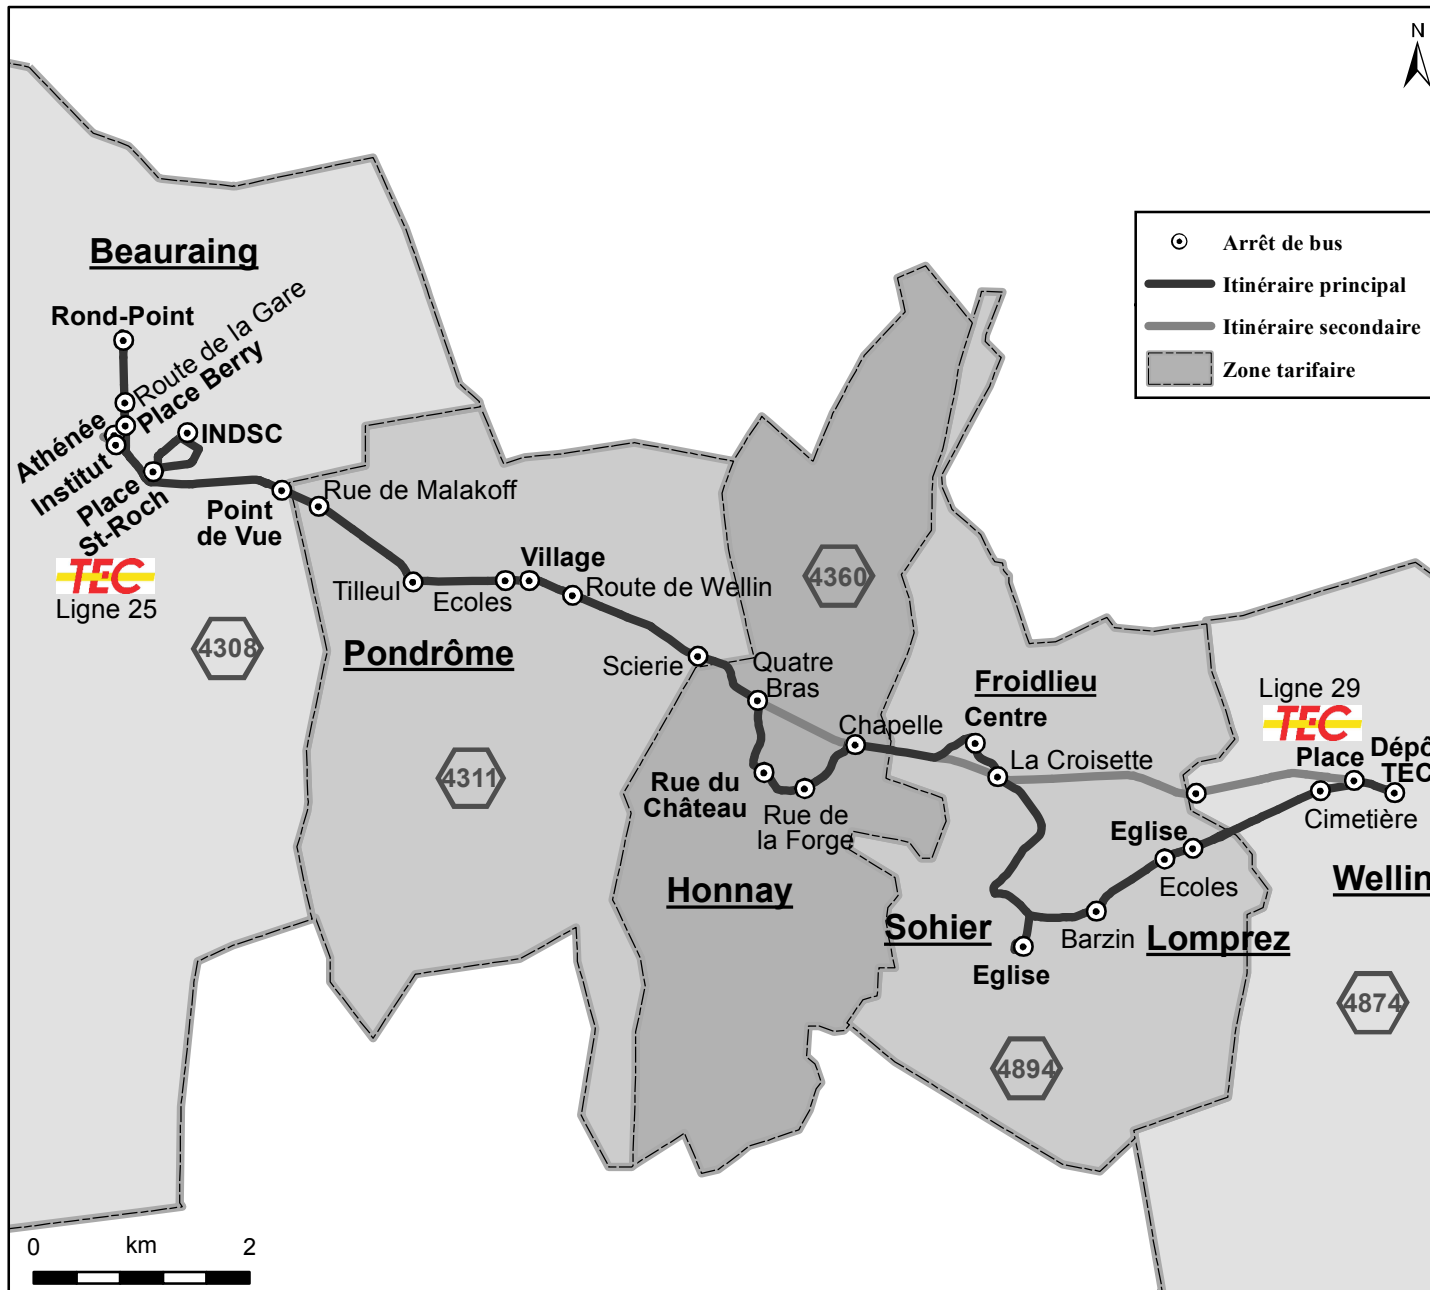 N
Arrêt de bus
Itinéraire principal
Itinéraire secondaire
Zone tarifaire
Beauraing
Rond-Point
Route de la Gare
Place Berry
Athénée
Institut
INDSC
Place
St-Roch
TEC
Ligne 25
4308
Point
de Vue
Rue de Malakoff
Tilleul
Ecoles
Village
Route de Wellin
Pondrôme
Scierie
4311
4360
Quatre
Bras
Chapelle
Rue du
Château
Rue de
la Forge
Honnay
Froidlieu
Centre
La Croisette
Ligne 29
TEC
Place
Dépô
TEC
Cimetière
Eglise
Ecoles
Wellin
Sohier
Barzin
Lomprez
Eglise
4874
4894
0 km 2